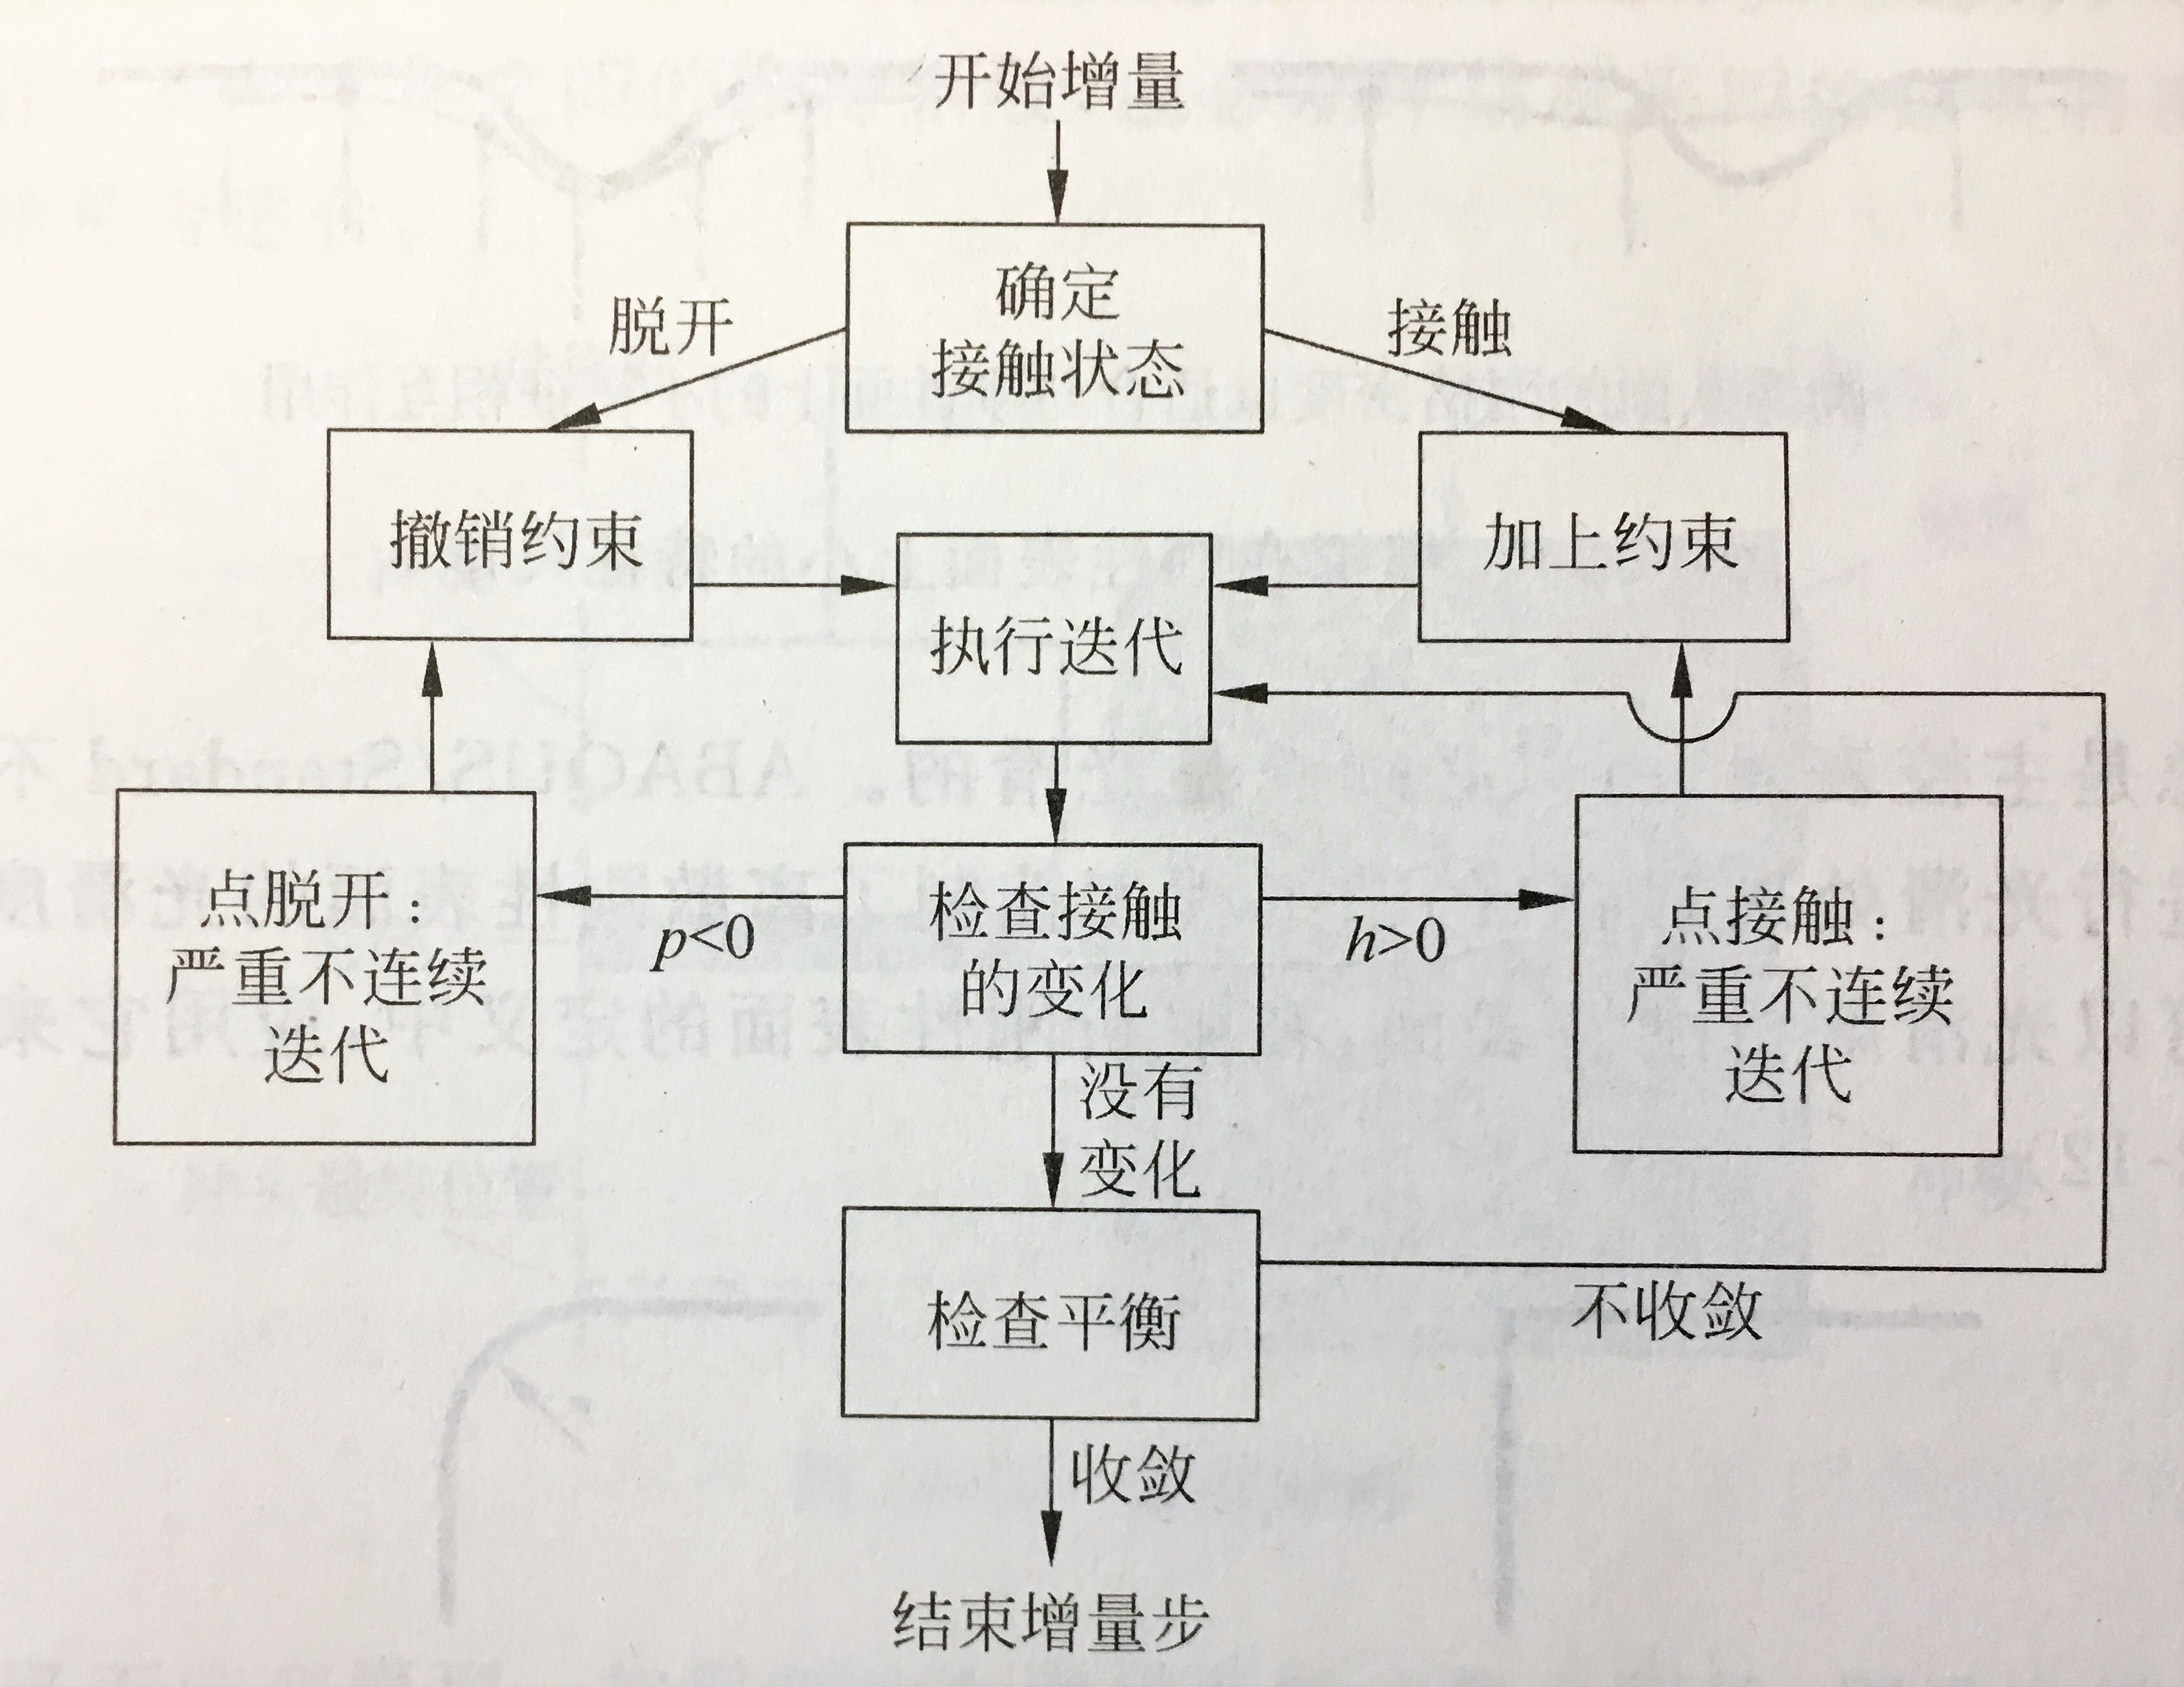 开始增量
确定
接触状态
脱开
接触
撤销约束
加上约束
执行迭代
点脱开：
严重不连续
迭代
p<0
检查接触
的变化
h>0
点接触：
严重不连续
迭代
没有
变化
检查平衡
不收敛
收敛
结束增量步